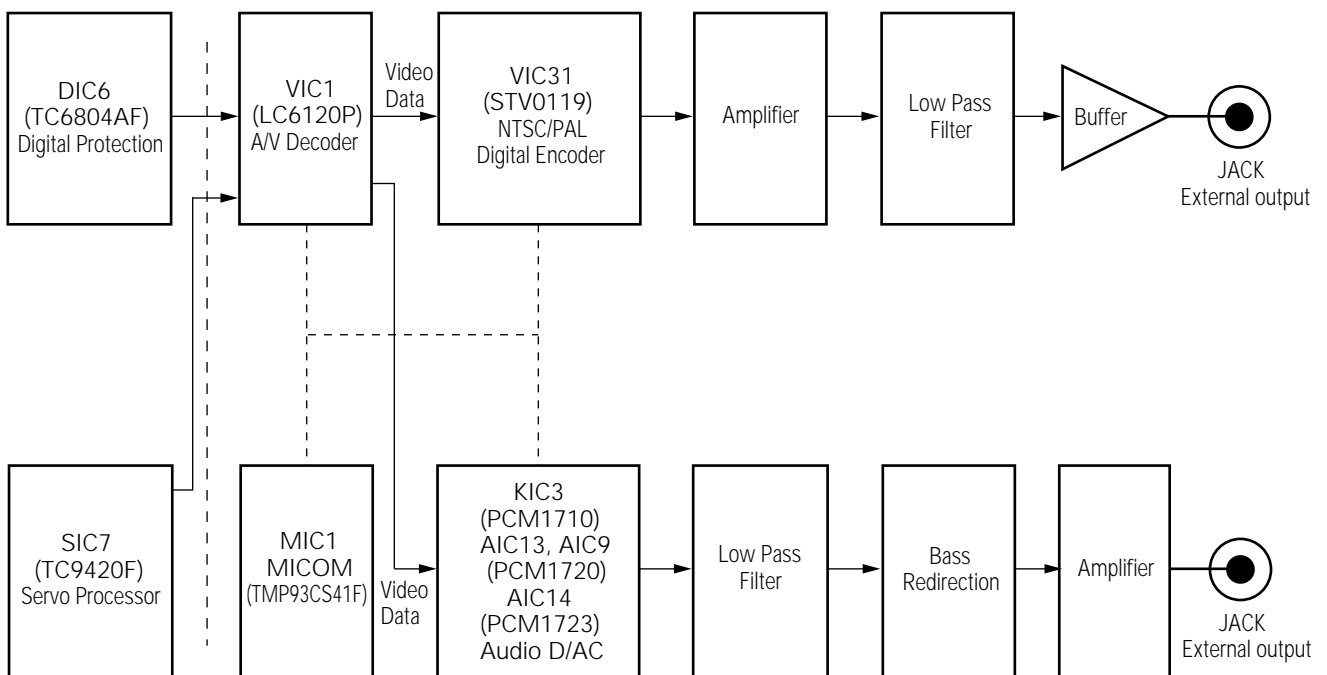 DIC6
(TC6804AF)
Digital Protection
VIC1
(LC6120P)
A/V Decoder
Video
Data
VIC31
(STV0119)
NTSC/PAL
Digital Encoder
Amplifier
Low Pass
Filter
Buffer
JACK
External output
SIC7
(TC9420F)
Servo Processor
MIC1
MICOM
(TMP93CS41F)
Video
Data
KIC3
(PCM1710)
AIC13, AIC9
(PCM1720)
AIC14
(PCM1723)
Audio D/AC
Low Pass
Filter
Bass
Redirection
Amplifier
JACK
External output